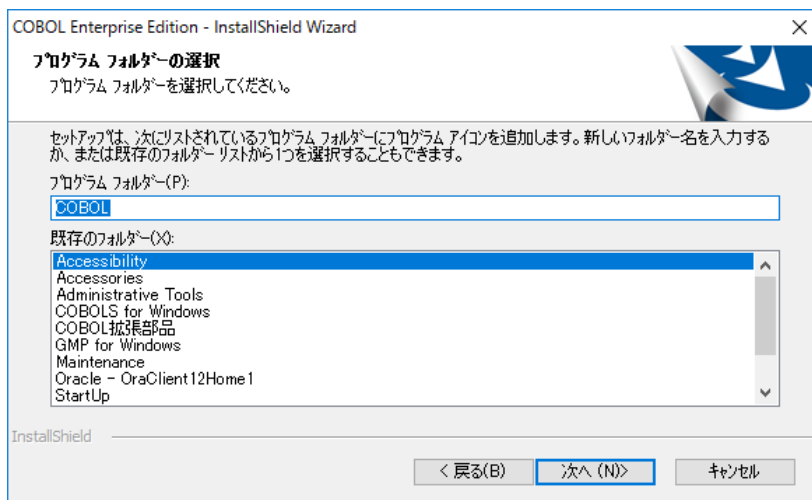 COBOL Enterprise Edition - InstallShield Wizard
プログラム フォルダーの選択
プログラム フォルダーを選択してください。
セットアップは、次にリストされているプログラム フォルダーにプログラム アイコンを追加します。新しいフォルダー名を入力する
か、または既存のフォルダー リストから1つを選択することもできます。
プログラム フォルダー(P):
COBOL
既存のフォルダー(X):
Accessibility
Accessories
Administrative Tools
COBOLS for Windows
COBOL拡張部品
GMP for Windows
Maintenance
Oracle - OraClient12Home1
StartUp
InstallShield
< 戻る(B) 次へ (N)> キャンセル